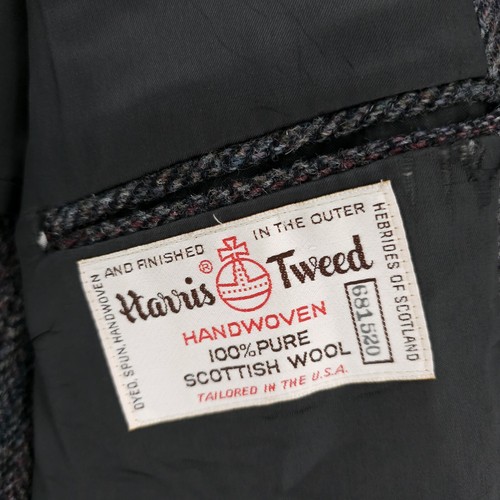 DYED, SPUN, HANDWOVEN AND FINISHED IN THE OUTER HEBRIDES OF SCOTLAND
Harris® Tweed
HANDWOVEN
100% PURE
SCOTTISH WOOL
681520
TAILORED IN THE U.S.A.